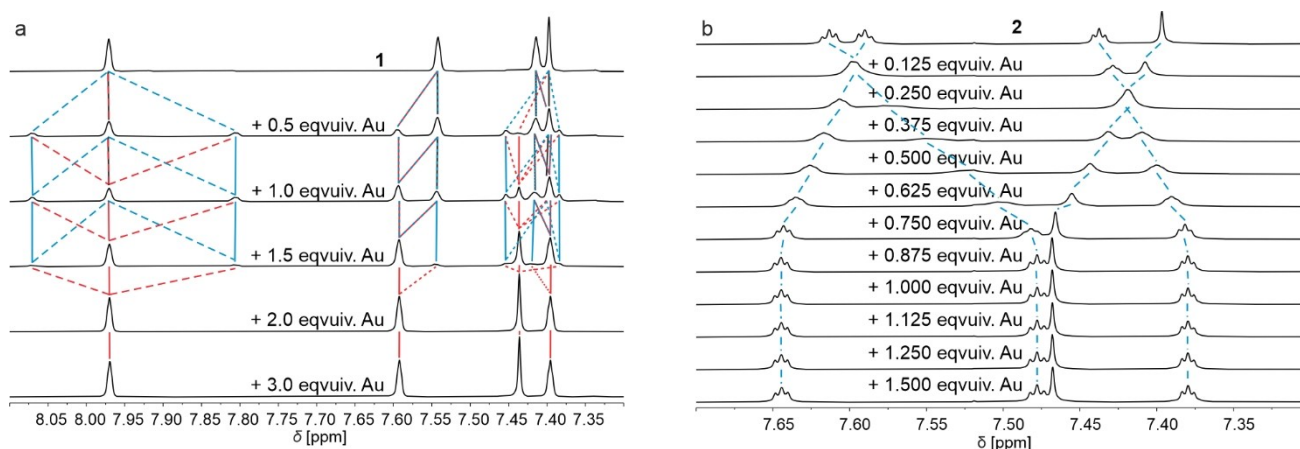 a
1
+ 0.5 eqvuiv. Au
+ 1.0 eqvuiv. Au
+ 1.5 eqvuiv. Au
+ 2.0 eqvuiv. Au
+ 3.0 eqvuiv. Au
8.05 8.00 7.95 7.90 7.85 7.80 7.75 7.70 7.65 7.60 7.55 7.50 7.45 7.40 7.35
δ [ppm]
b
2
+ 0.125 eqvuiv. Au
+ 0.250 eqvuiv. Au
+ 0.375 eqvuiv. Au
+ 0.500 eqvuiv. Au
+ 0.625 eqvuiv. Au
+ 0.750 eqvuiv. Au
+ 0.875 eqvuiv. Au
+ 1.000 eqvuiv. Au
+ 1.125 eqvuiv. Au
+ 1.250 eqvuiv. Au
+ 1.500 eqvuiv. Au
7.65 7.60 7.55 7.50 7.45 7.40 7.35
δ [ppm]